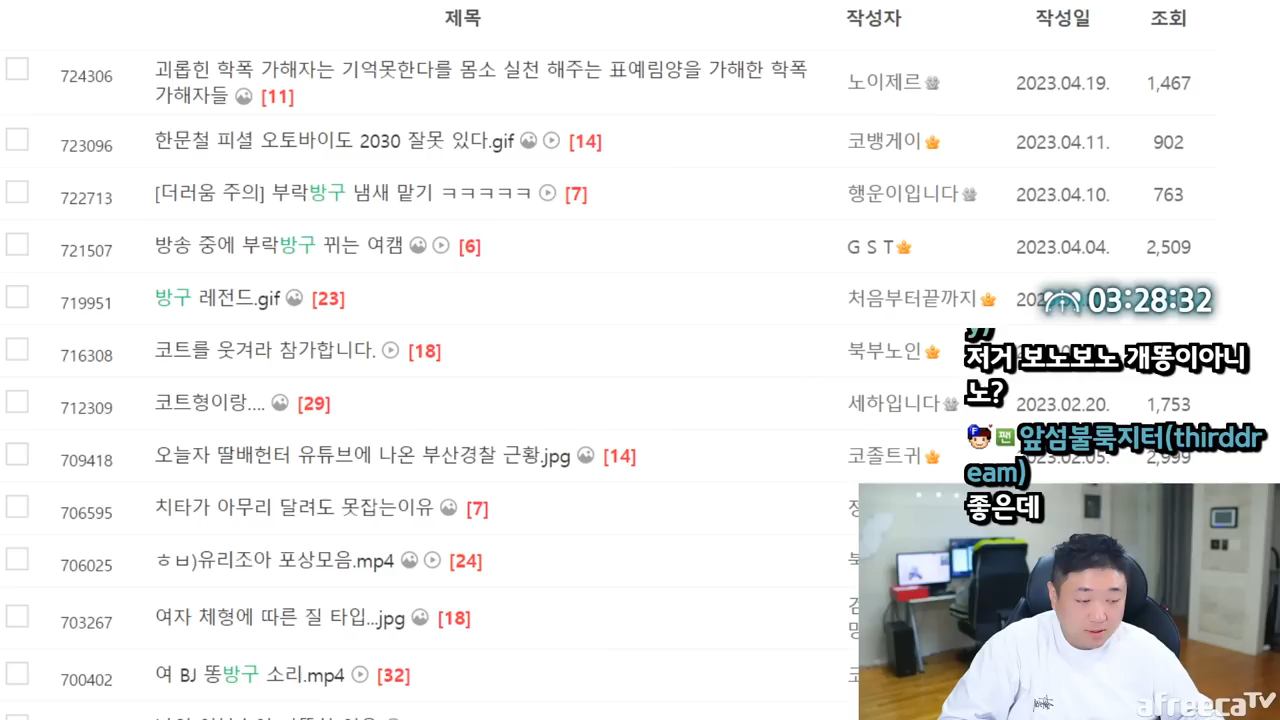 제목 작성자 작성일 조회
724306 괴롭힌 학폭 가해자는 기억못한다를 몸소 실천 해주는 표예림양을 가해한 학폭
가해자들 [11] 노이제르 2023.04.19. 1,467
723096 한문철 피셜 오토바이도 2030 잘못 있다.gif [14] 코뱅게이 2023.04.11. 902
722713 [더러움 주의] 부락방구 냄새 맡기 ㅋㅋㅋㅋㅋ [7] 행운이입니다 2023.04.10. 763
721507 방송 중에 부락방구 뀌는 여캠 [6] G S T 2023.04.04. 2,509
719951 방구 레전드.gif [23] 처음부터끝까지
03:28:32
716308 코트를 웃겨라 참가합니다. [18] 북부노인
712309 코트형이랑.... [29] 세하입니다 2023.02.20. 1,753
709418 오늘자 딸배헌터 유튜브에 나온 부산경찰 근황.jpg [14] 코졸트귀 2023.02.05. 2,999
706595 치타가 아무리 달려도 못잡는이유 [7]
706025 ㅎㅂ)유리조아 포상모음.mp4 [24]
703267 여자 체형에 따른 질 타입...jpg [18]
700402 여 BJ 똥방구 소리.mp4 [32]
저거 보노보노 개똥이아니
노?
팬 앞섬불룩지터(thirddr
eam)
좋은데
afreecaTV